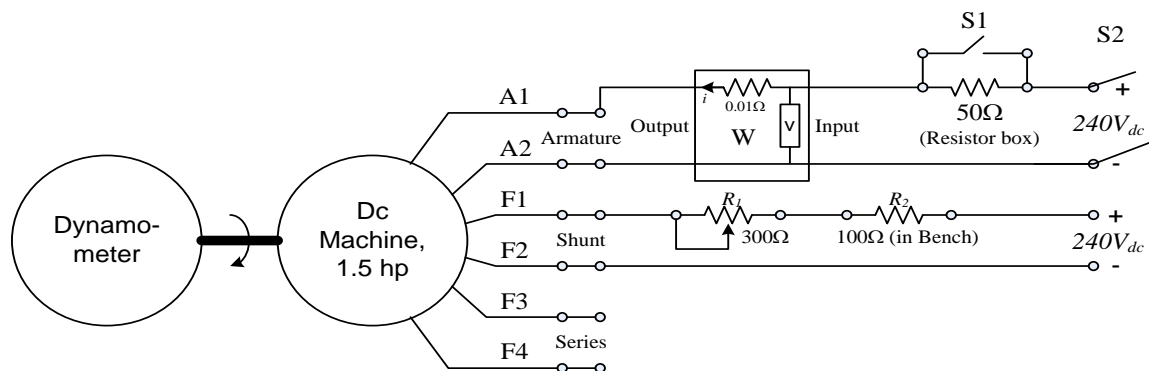 S1
S2
A1
i
0.01Ω
+
Armature
Output
W
V
Input
50Ω
(Resistor box)
240Vdc
A2
-
Dynamo-
meter
Dc
Machine,
1.5 hp
F1
R1
R2
+
Shunt
300Ω
100Ω (in Bench)
240Vdc
F2
-
F3
Series
F4